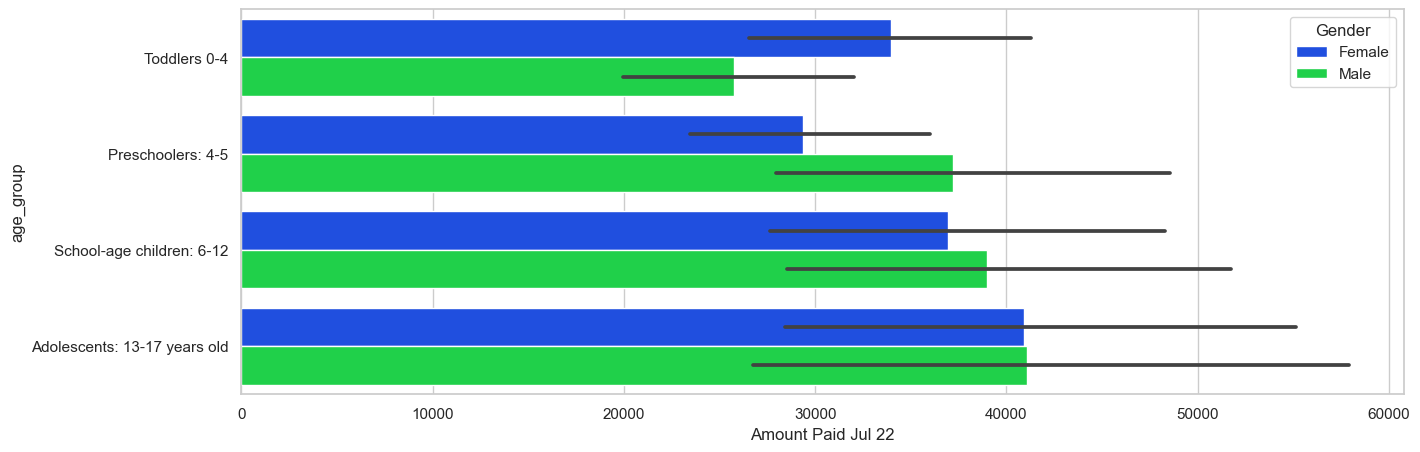 Gender
Female
Male
Toddlers 0-4
Preschoolers: 4-5
School-age children: 6-12
Adolescents: 13-17 years old
age_group
0 10000 20000 30000 40000 50000 60000
Amount Paid Jul 22